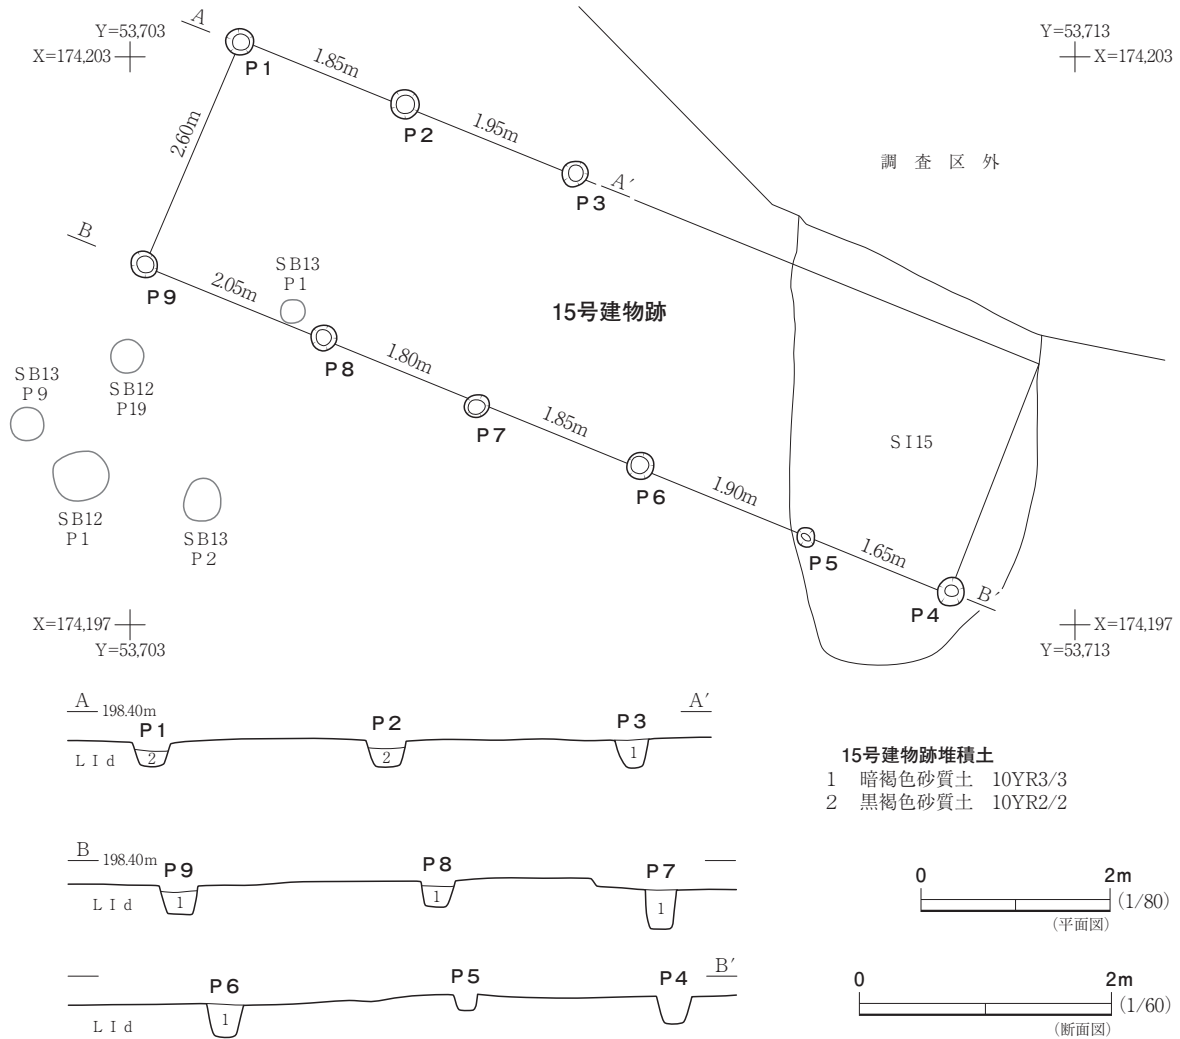 Y=53,703
X=174,203
A
P1
1.85m
P2
1.95m
P3
A′
Y=53,713
X=174,203
調査区外
2.60m
B
P9
2.05m
SB13
P1
15号建物跡
P8
1.80m
P7
1.85m
P6
1.90m
P5
1.65m
P4
B′
SI15
SB13
P9
SB12
P19
SB12
P1
SB13
P2
X=174,197
Y=53,703
X=174,197
Y=53,713
A 198.40m
A′
P1
P2
P3
LⅠd
2
2
1
15号建物跡堆積土
1 暗褐色砂質土 10YR3/3
2 黒褐色砂質土 10YR2/2
B 198.40m
P9
P8
P7
LⅠd
1
1
1
P6
P5
P4
B′
LⅠd
1
0 2m
(1/80)
(平面図)
0 2m
(1/60)
(断面図)